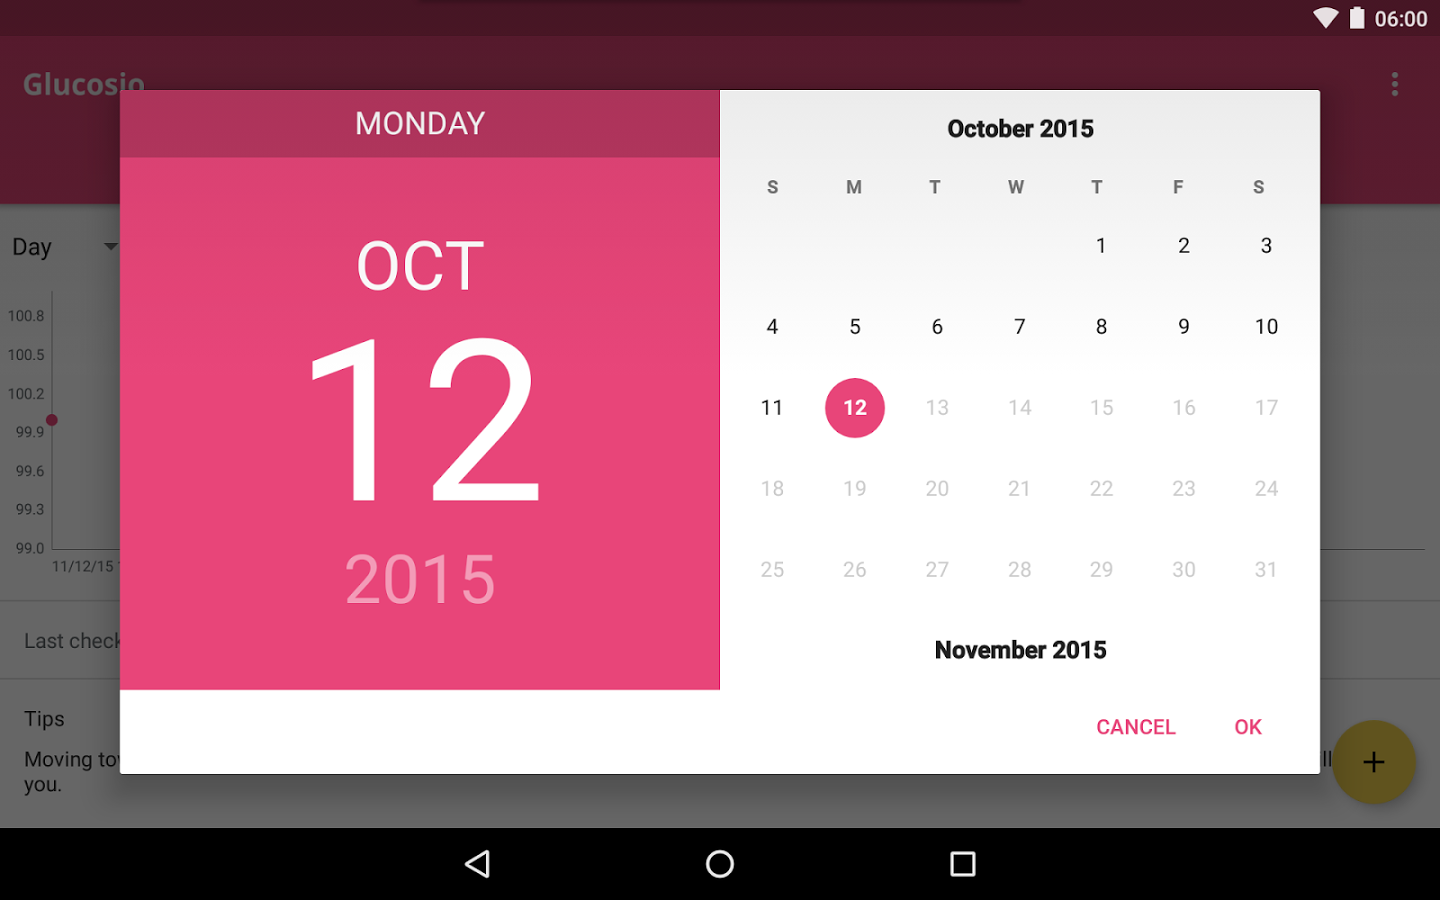 06:00
Glucosio
MONDAY
OCT
12
2015
October 2015
S M T W T F S
1 2 3
4 5 6 7 8 9 10
11 12 13 14 15 16 17
18 19 20 21 22 23 24
25 26 27 28 29 30 31
November 2015
CANCEL OK
Day
100.8
100.5
100.2
99.9
99.6
99.3
99.0
11/12/15
Last check
Tips
Moving
you.
+